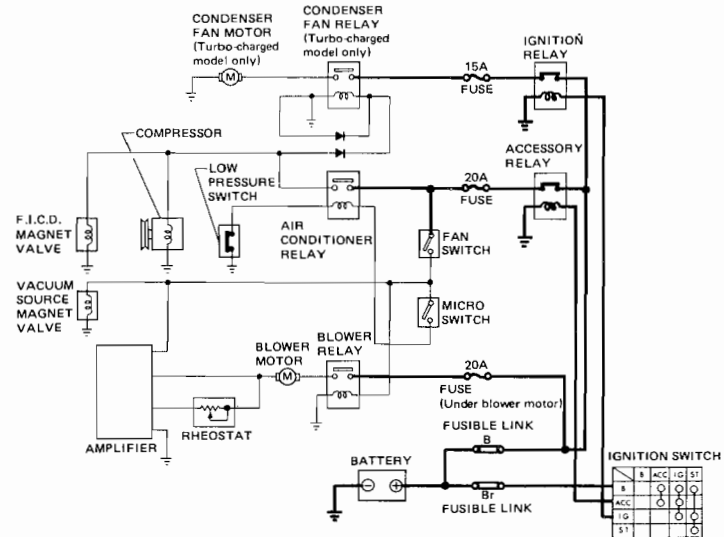 CONDENSER
FAN MOTOR
(Turbo-charged
model only)
CONDENSER
FAN RELAY
(Turbo-charged
model only)
M
15A
FUSE
IGNITION
RELAY
COMPRESSOR
LOW
PRESSURE
SWITCH
20A
FUSE
ACCESSORY
RELAY
F.I.C.D.
MAGNET
VALVE
AIR
CONDITIONER
RELAY
FAN
SWITCH
VACUUM
SOURCE
MAGNET
VALVE
MICRO
SWITCH
BLOWER
MOTOR
BLOWER
RELAY
M
20A
FUSE
(Under blower motor)
AMPLIFIER
RHEOSTAT
FUSIBLE LINK
B
BATTERY
Br
FUSIBLE LINK
IGNITION SWITCH
B ACC IG ST
B
ACC
IG
ST